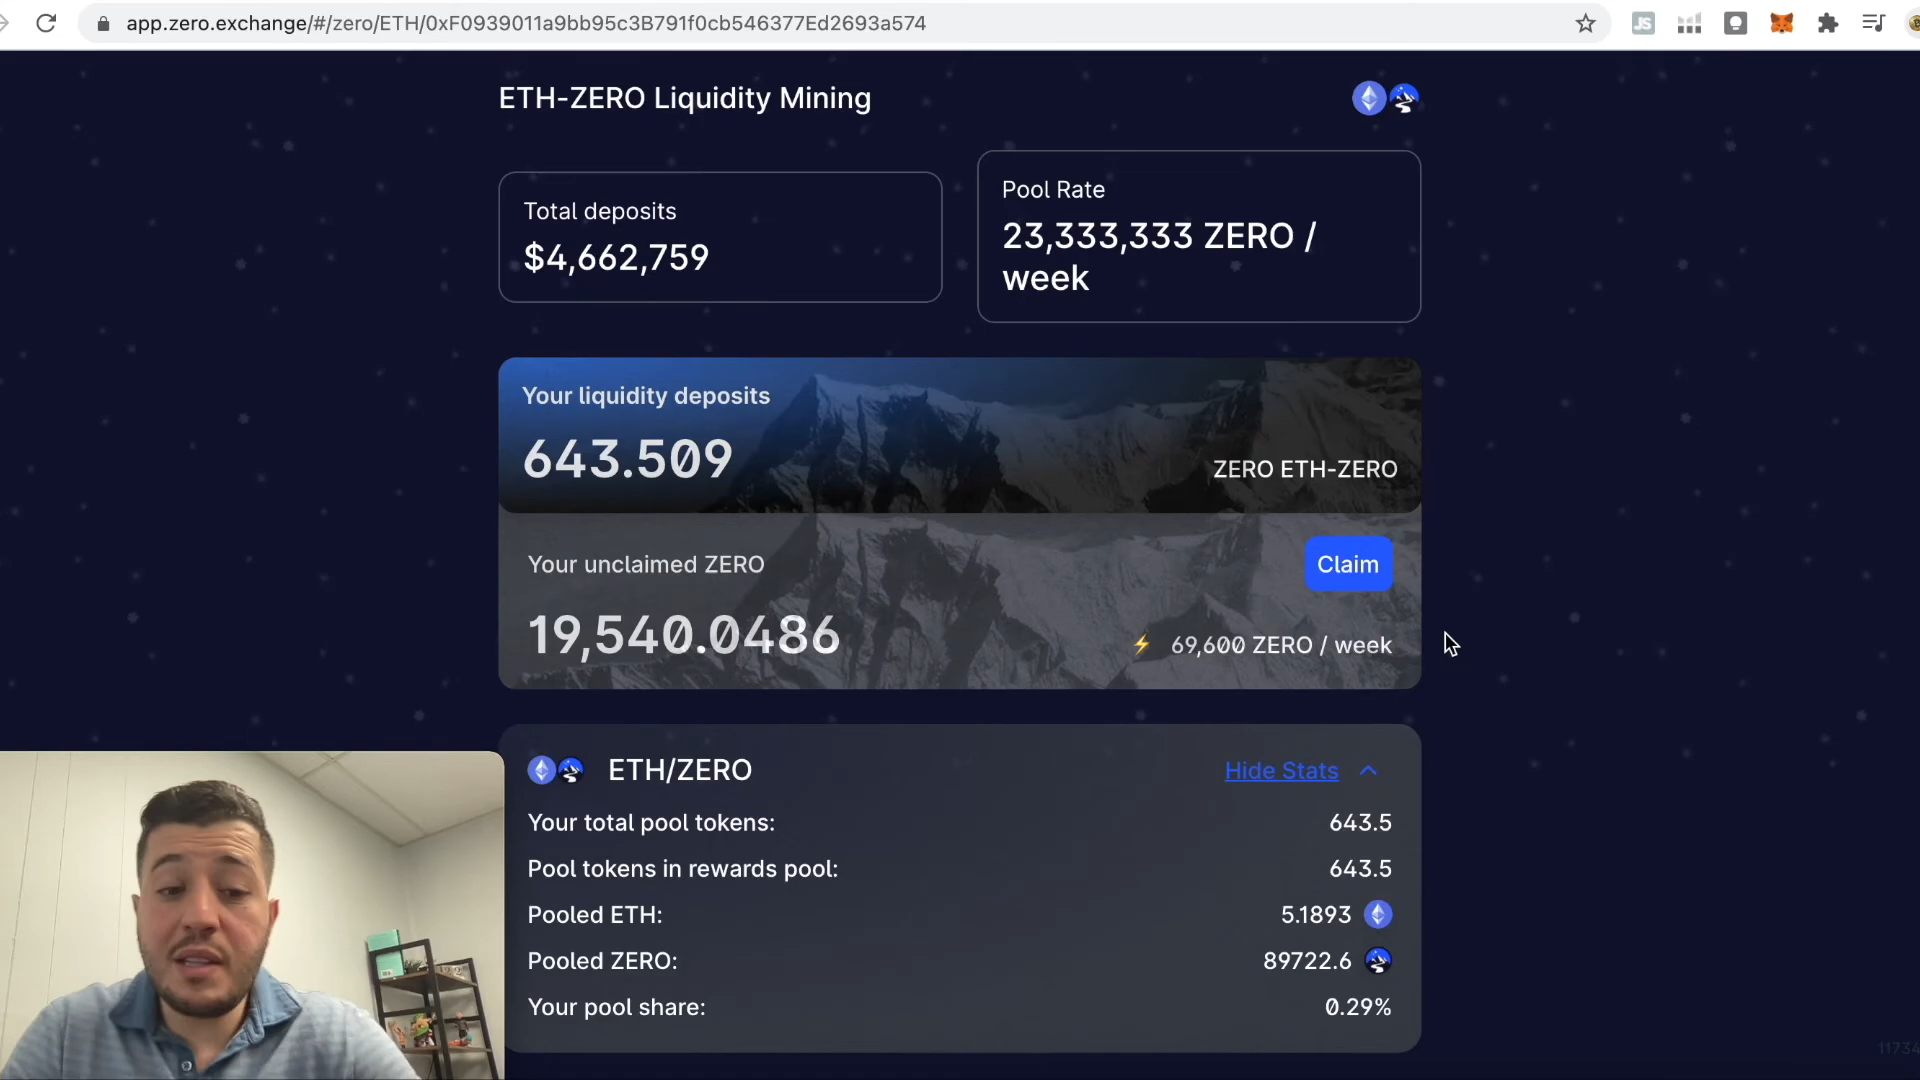 app.zero.exchange/#/zero/ETH/0xF0939011a9bb95c3B791f0cb546377Ed2693a574
JS
ETH-ZERO Liquidity Mining
Total deposits
$4,662,759
Pool Rate
23,333,333 ZERO /
week
Your liquidity deposits
643.509
ZERO ETH-ZERO
Your unclaimed ZERO
Claim
19,540.0486
⚡ 69,600 ZERO / week
ETH/ZERO
Hide Stats
Your total pool tokens:
643.5
Pool tokens in rewards pool:
643.5
Pooled ETH:
5.1893
Pooled ZERO:
89722.6
Your pool share:
0.29%